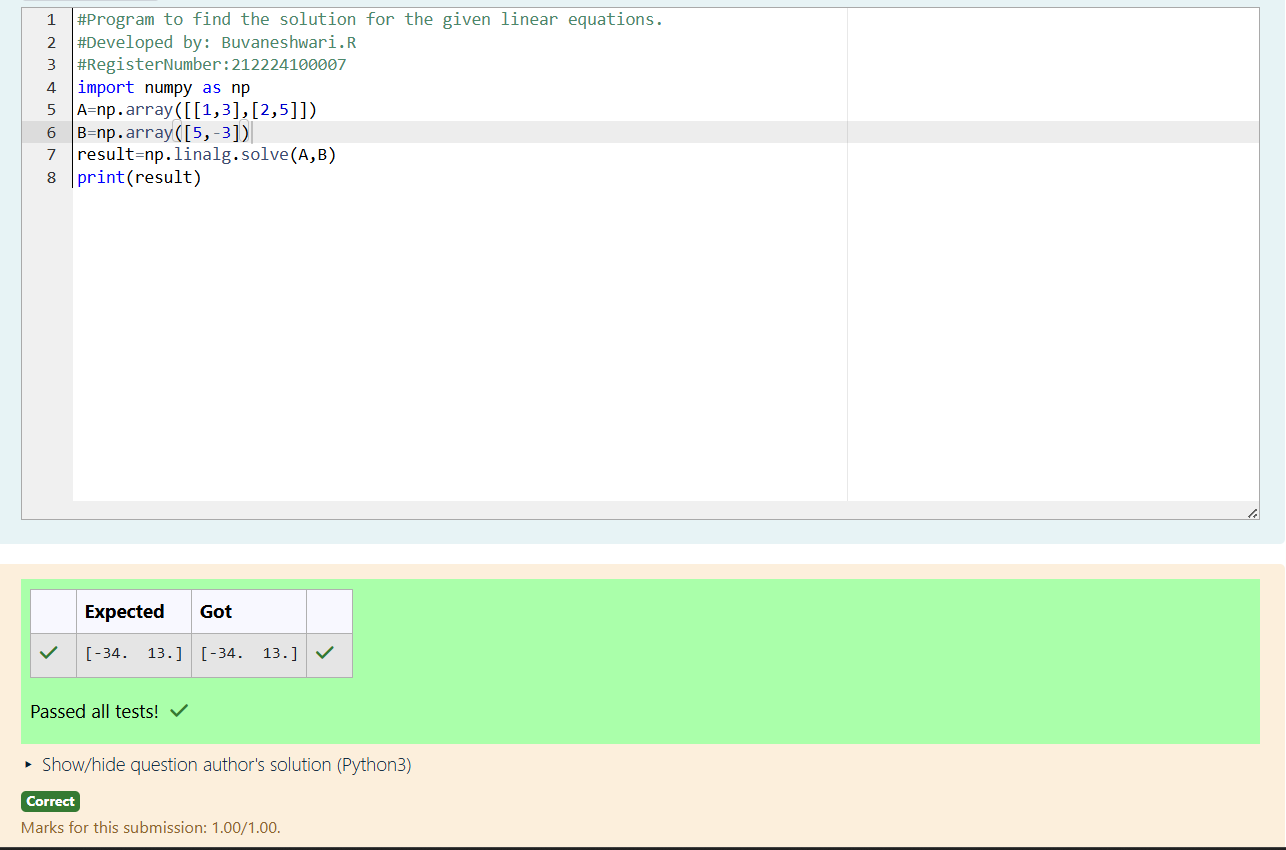 1 #Program to find the solution for the given linear equations.
2 #Developed by: Buvaneshwari.R
3 #RegisterNumber:212224100007
4 import numpy as np
5 A=np.array([[1,3],[2,5]])
6 B=np.array([5,-3])
7 result=np.linalg.solve(A,B)
8 print(result)
Expected Got
[-34.  13.] [-34.  13.]
Passed all tests!
Show/hide question author's solution (Python3)
Correct
Marks for this submission: 1.00/1.00.